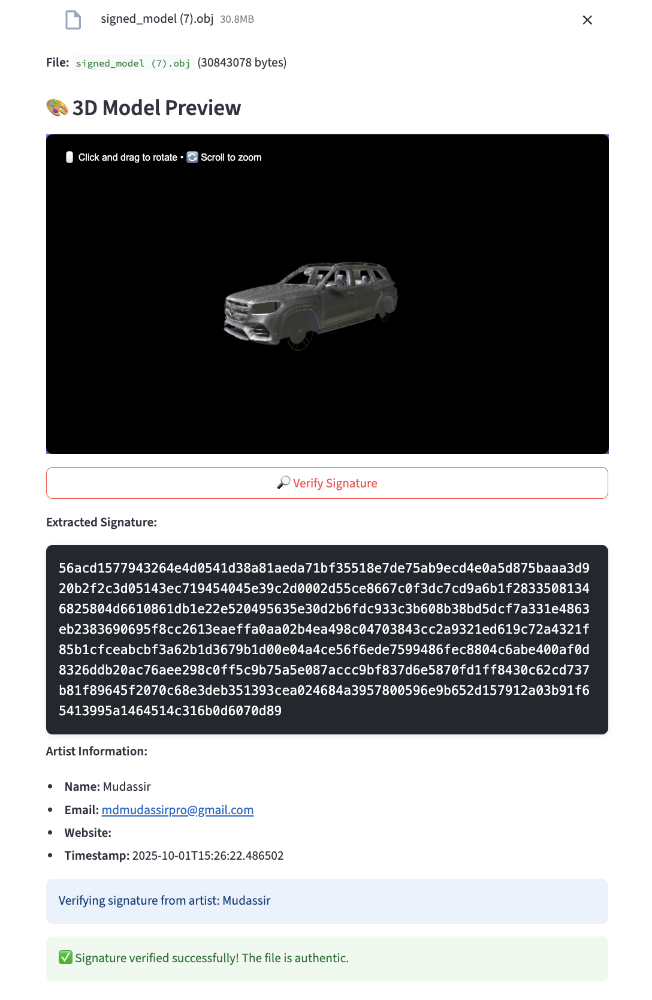 signed_model (7).obj 30.8MB
File: signed_model (7).obj (30843078 bytes)
🎨 3D Model Preview
Click and drag to rotate • 🔄 Scroll to zoom
🔎 Verify Signature
Extracted Signature:
56acd1577943264e4d0541d38a81aeda71bf35518e7de75ab9ecd4e0a5d875baaa3d9
20b2f2c3d05143ec719454045e39c2d0002d55ce8667c0f3dc7cd9a6b1f2833508134
6825804d6610861db1e22e520495635e30d2b6fdc933c3b608b38bd5dcf7a331e4863
eb2383690695f8cc2613eaeffa0aa02b4ea498c04703843cc2a9321ed619c72a4321f
85b1cfceabcbf3a62b1d3679b1d00e04a4ce56f6ede7599486fec8804c6abe400af0d
8326ddb20ac76aee298c0ff5c9b75a5e087accc9bf837d6e5870fd1ff8430c62cd737
b81f89645f2070c68e3deb351393cea024684a3957800596e9b652d157912a03b91f6
5413995a1464514c316b0d6070d89
Artist Information:
• Name: Mudassir
• Email: mdmudassirpro@gmail.com
• Website:
• Timestamp: 2025-10-01T15:26:22.486502
Verifying signature from artist: Mudassir
✅ Signature verified successfully! The file is authentic.